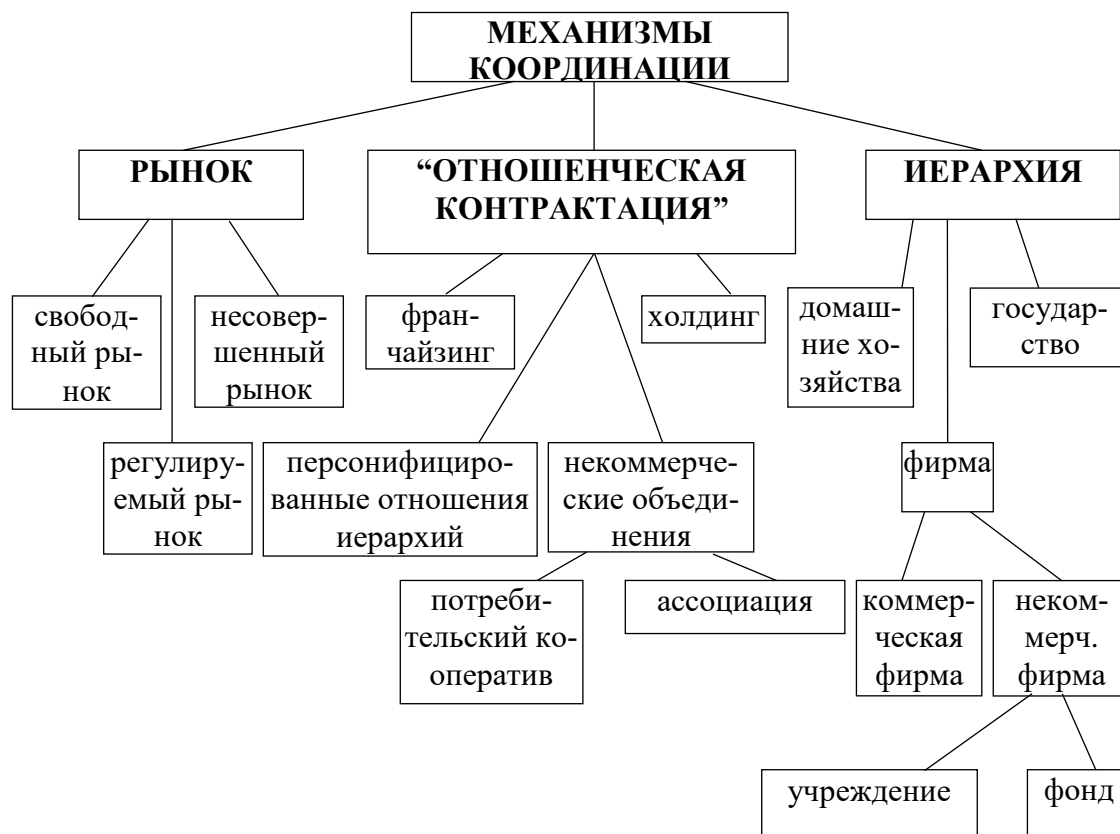 МЕХАНИЗМЫ
КООРДИНАЦИИ
РЫНОК
“ОТНОШЕНЧЕСКАЯ
КОНТРАКТАЦИЯ”
ИЕРАРХИЯ
свобод-
ный ры-
нок
несовер-
шенный
рынок
фран-
чайзинг
холдинг
домаш-
ние хо-
зяйства
государ-
ство
регулиру-
емый ры-
нок
персонифициро-
ванные отношения
иерархий
некоммерче-
ские объеди-
нения
фирма
потреби-
тельский ко-
оператив
ассоциация
коммер-
ческая
фирма
неком-
мерч.
фирма
учреждение
фонд